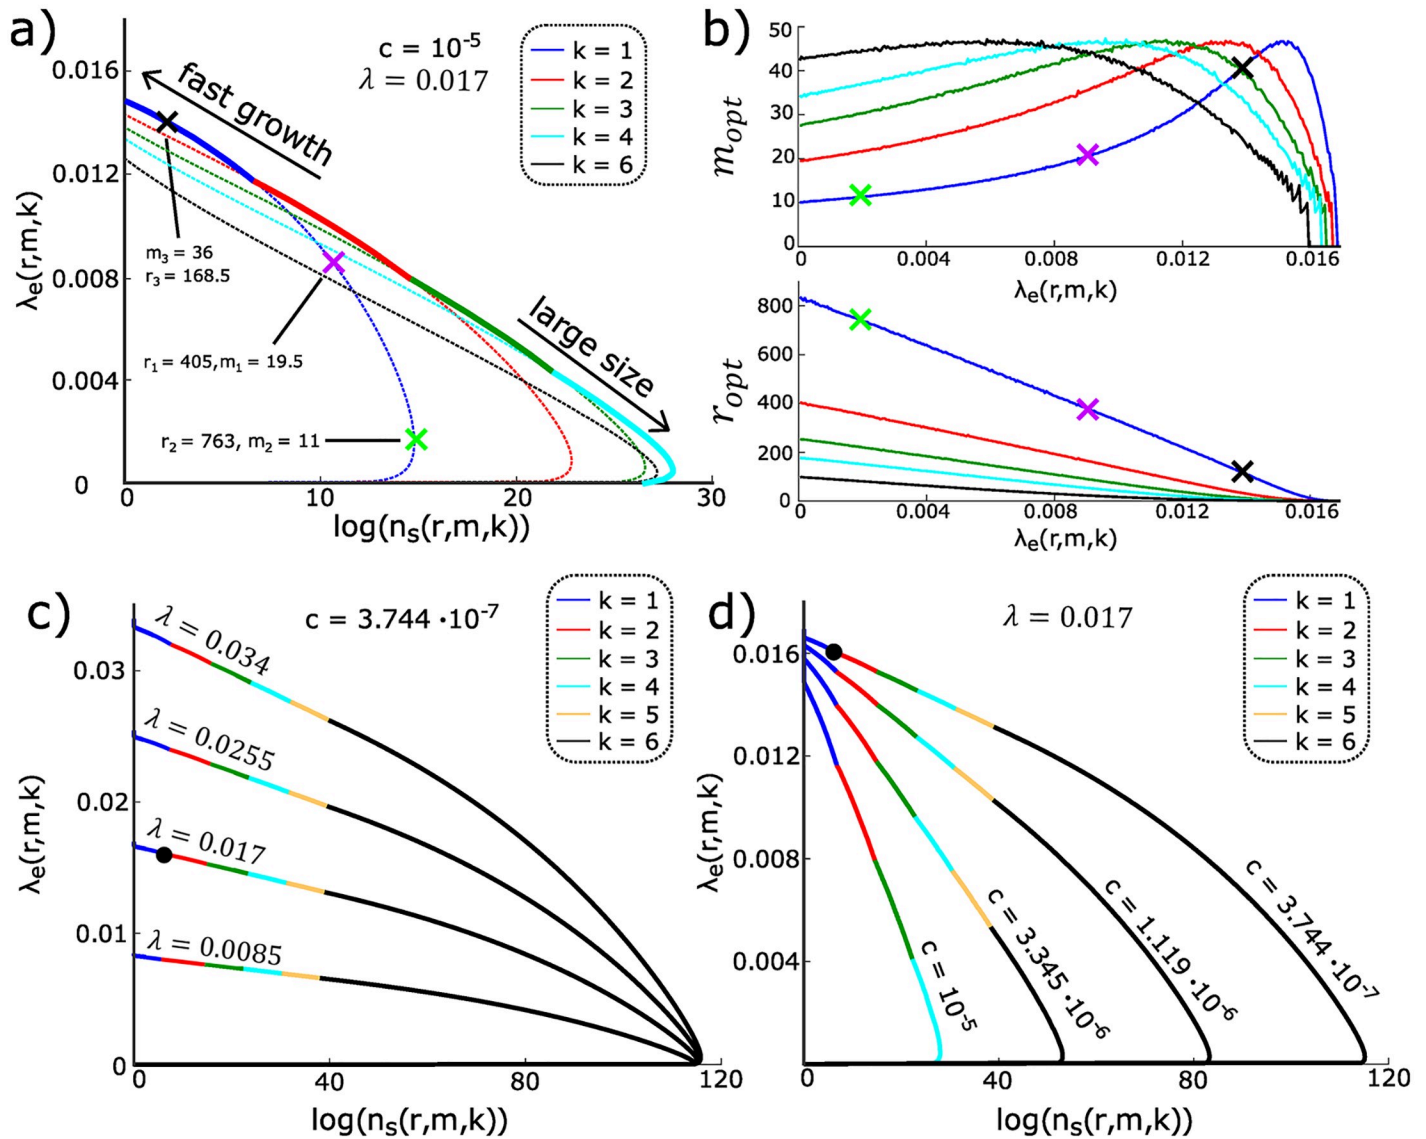 a)
c = 10⁻⁵
λ = 0.017
k = 1
k = 2
k = 3
k = 4
k = 6
fast growth
large size
m₃ = 36
r₃ = 168.5
r₁ = 405, m₁ = 19.5
r₂ = 763, m₂ = 11
λₑ(r,m,k)
0.016
0.012
0.008
0.004
0
0 10 20 30
log(nₛ(r,m,k))
b)
mₒₚₜ
50
40
30
20
10
0
0 0.004 0.008 0.012 0.016
λₑ(r,m,k)
rₒₚₜ
800
600
400
200
0
0 0.004 0.008 0.012 0.016
λₑ(r,m,k)
c)
c = 3.744 · 10⁻⁷
k = 1
k = 2
k = 3
k = 4
k = 5
k = 6
λ = 0.034
λ = 0.0255
λ = 0.017
λ = 0.0085
λₑ(r,m,k)
0.03
0.02
0.01
0
0 40 80 120
log(nₛ(r,m,k))
d)
λ = 0.017
k = 1
k = 2
k = 3
k = 4
k = 5
k = 6
c = 10⁻⁵
c = 3.345 · 10⁻⁶
c = 1.119 · 10⁻⁶
c = 3.744 · 10⁻⁷
λₑ(r,m,k)
0.016
0.012
0.008
0.004
0 40 80 120
log(nₛ(r,m,k))